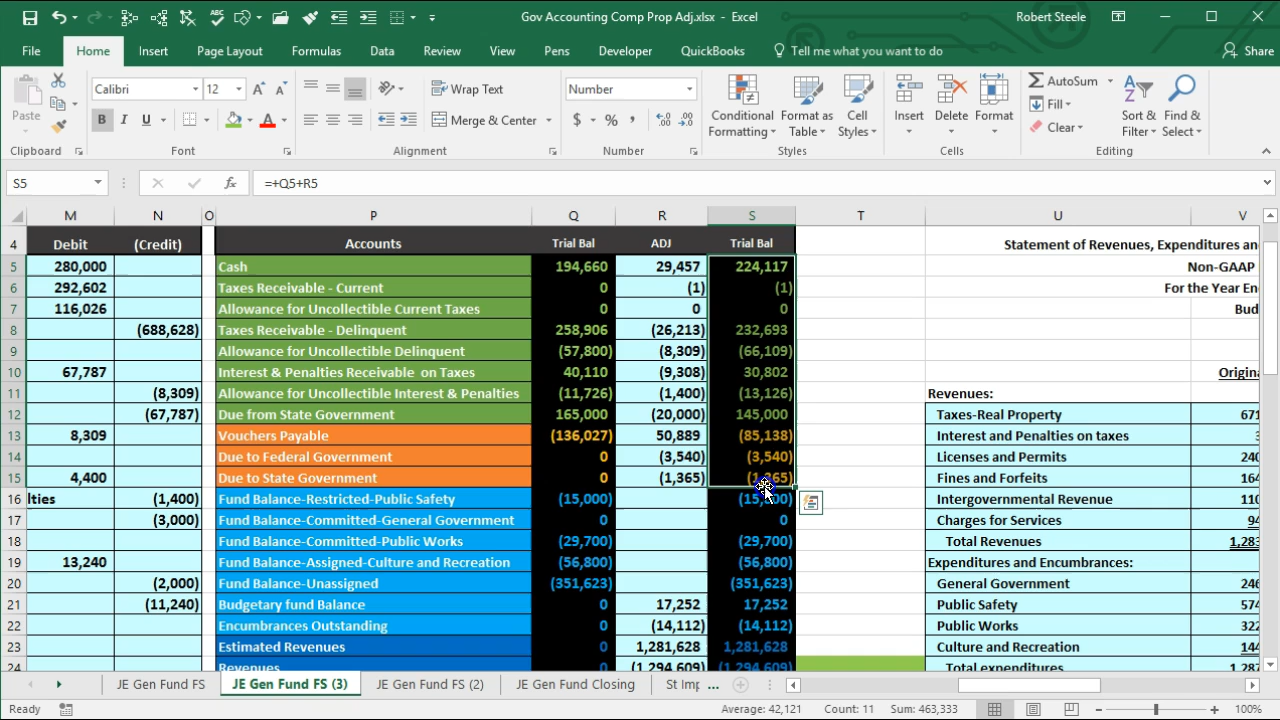 Gov Accounting Comp Prop Adj.xlsx - Excel
Robert Steele
File Home Insert Page Layout Formulas Data Review View Pens Developer QuickBooks Tell me what you want to do Share
Calibri 12 Wrap Text Number AutoSum
Paste B I U Merge & Center $ % Conditional Formatting Format as Table Cell Styles Insert Delete Format Fill Clear Sort & Filter Find & Select
Clipboard Font Alignment Number Styles Cells Editing
S5 fx =+Q5+R5
M N O P Q R S T U V
4 Debit (Credit) Accounts Trial Bal ADJ Trial Bal Statement of Revenues, Expenditures an
5 280,000 Cash 194,660 29,457 224,117 Non-GAAP
6 292,602 Taxes Receivable - Current 0 (1) (1) For the Year En
7 116,026 Allowance for Uncollectible Current Taxes 0 0 0 Bud
8 (688,628) Taxes Receivable - Delinquent 258,906 (26,213) 232,693
9 Allowance for Uncollectible Delinquent (57,800) (8,309) (66,109)
10 67,787 Interest & Penalties Receivable on Taxes 40,110 (9,308) 30,802 Origina
11 (8,309) Allowance for Uncollectible Interest & Penalties (11,726) (1,400) (13,126) Revenues:
12 (67,787) Due from State Government 165,000 (20,000) 145,000 Taxes-Real Property 671
13 8,309 Vouchers Payable (136,027) 50,889 (85,138) Interest and Penalties on taxes 3
14 Due to Federal Government 0 (3,540) (3,540) Licenses and Permits 240
15 4,400 Due to State Government 0 (1,365) (1,365) Fines and Forfeits 164
16 lties (1,400) Fund Balance-Restricted-Public Safety (15,000) (15,000) Intergovernmental Revenue 110
17 (3,000) Fund Balance-Committed-General Government 0 0 Charges for Services 94
18 Fund Balance-Committed-Public Works (29,700) (29,700) Total Revenues 1,283
19 13,240 Fund Balance-Assigned-Culture and Recreation (56,800) (56,800) Expenditures and Encumbrances:
20 (2,000) Fund Balance-Unassigned (351,623) (351,623) General Government 246
21 (11,240) Budgetary fund Balance 0 17,252 17,252 Public Safety 574
22 Encumbrances Outstanding 0 (14,112) (14,112) Public Works 322
23 Estimated Revenues 0 1,281,628 1,281,628 Culture and Recreation 144
24 Revenues 0 (1,294,609) (1,294,609) Total expenditures 1,287
JE Gen Fund FS JE Gen Fund FS (3) JE Gen Fund FS (2) JE Gen Fund Closing St Imp ...
Ready Average: 42,121 Count: 11 Sum: 463,333 100%